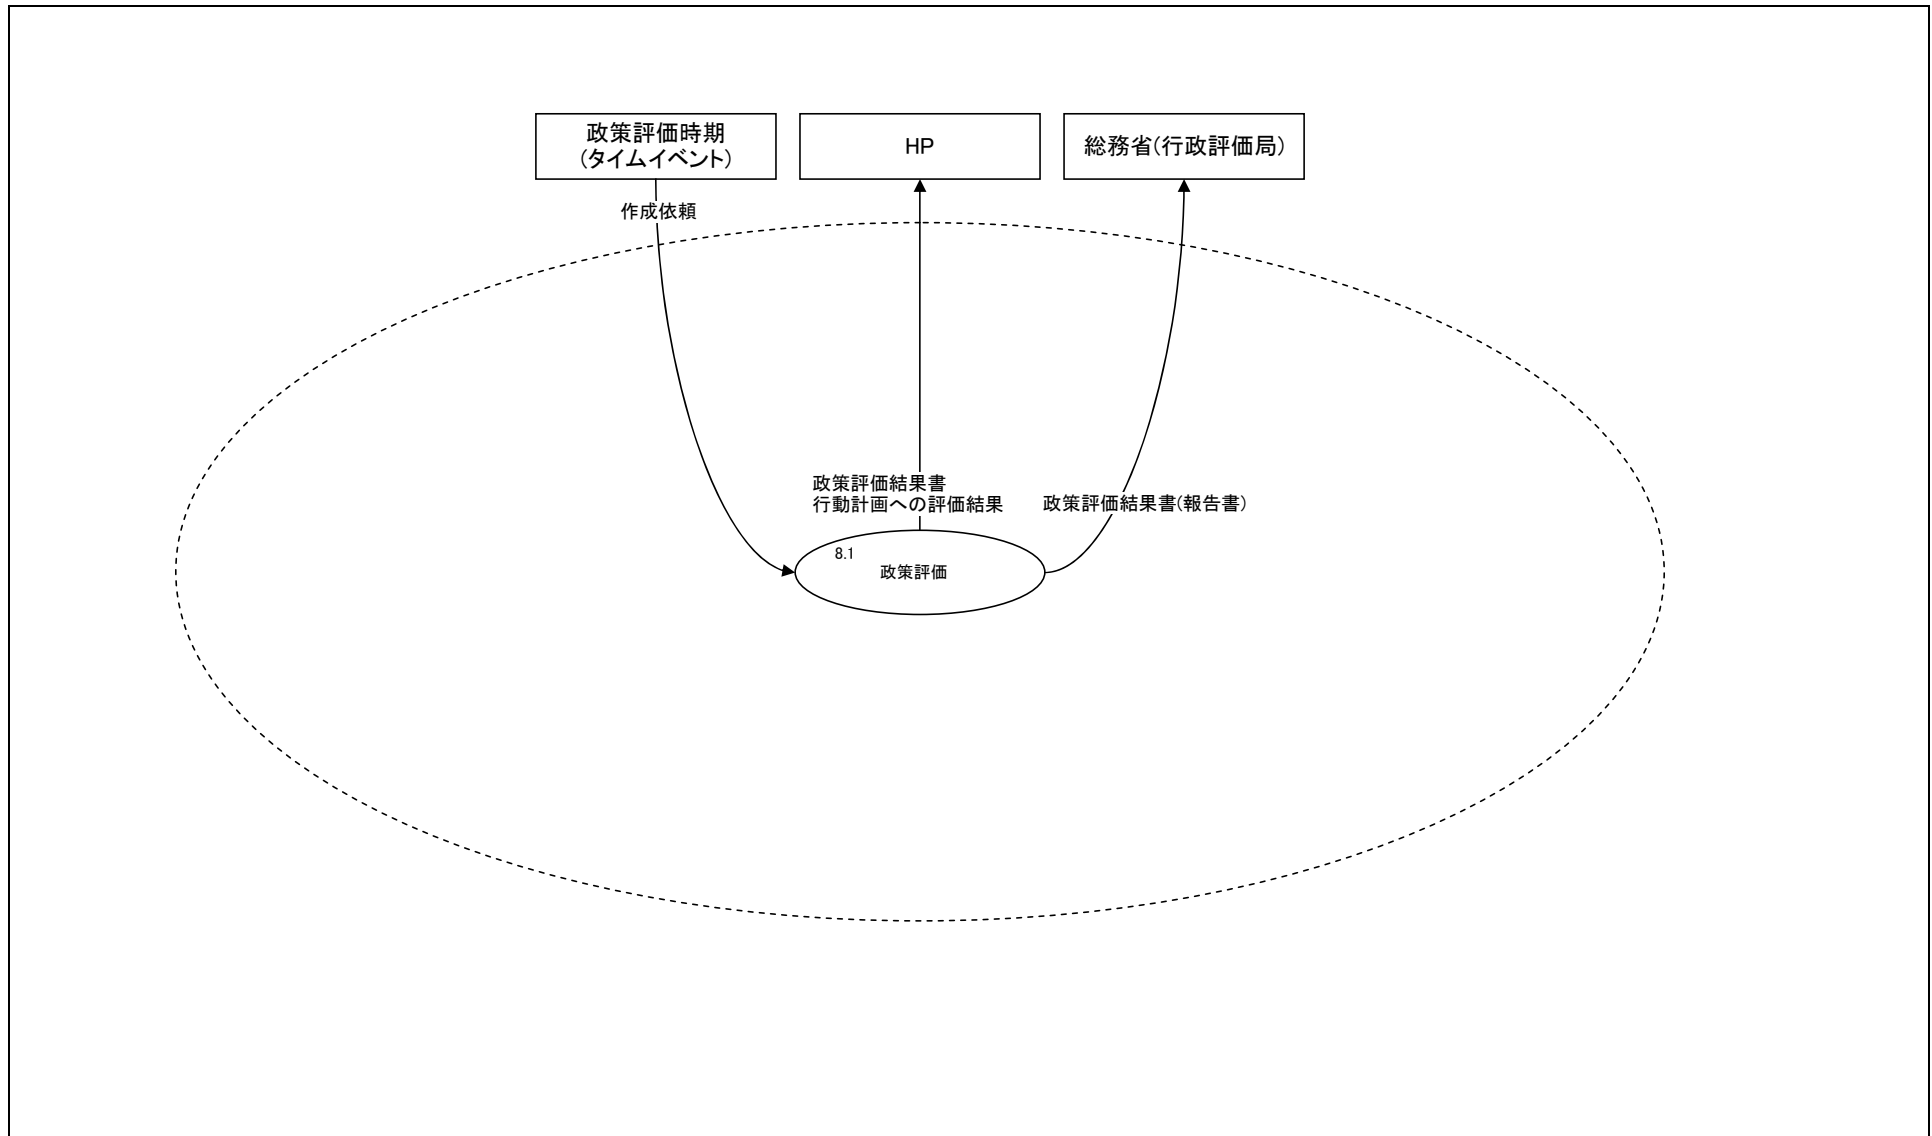 政策評価時期
(タイムイベント)
HP
総務省(行政評価局)
作成依頼
政策評価結果書
行動計画への評価結果
政策評価結果書(報告書)
8.1
政策評価